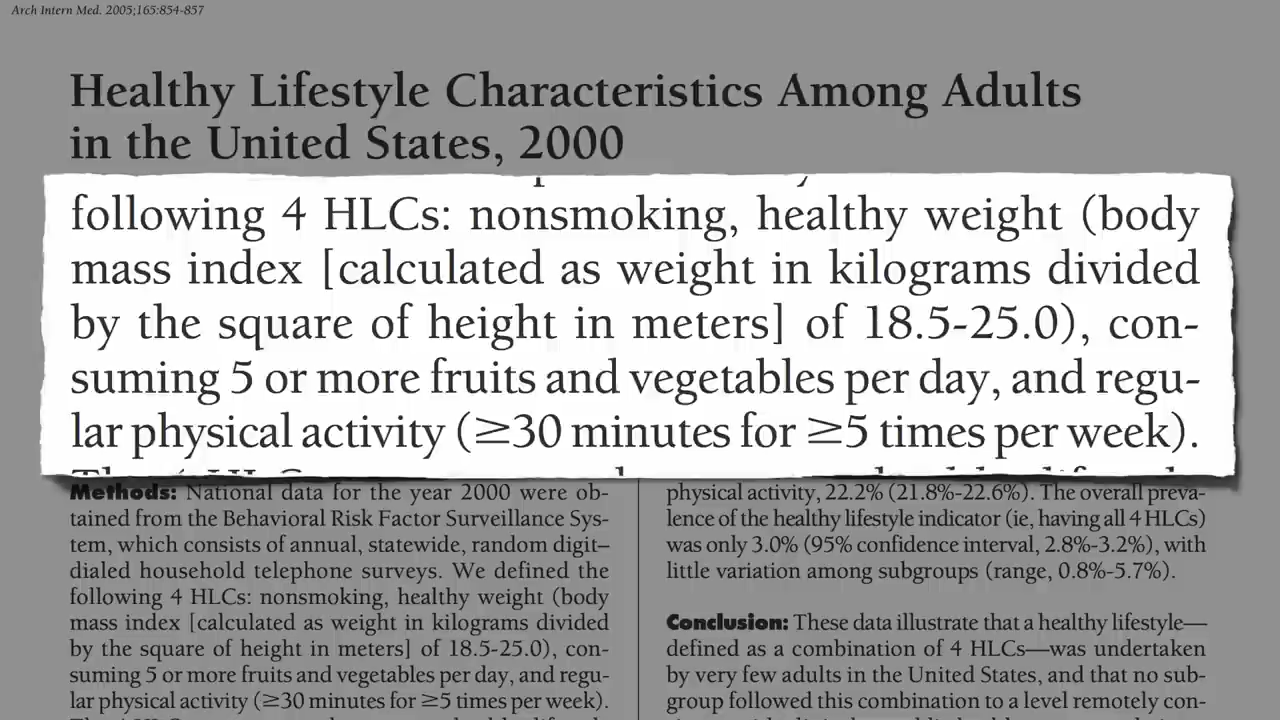 Arch Intern Med. 2005;165:854-857
Healthy Lifestyle Characteristics Among Adults
in the United States, 2000
following 4 HLCs: nonsmoking, healthy weight (body
mass index [calculated as weight in kilograms divided
by the square of height in meters] of 18.5-25.0), con-
suming 5 or more fruits and vegetables per day, and regu-
lar physical activity (≥30 minutes for ≥5 times per week).
Methods: National data for the year 2000 were ob-
tained from the Behavioral Risk Factor Surveillance Sys-
tem, which consists of annual, statewide, random digit–
dialed household telephone surveys. We defined the
following 4 HLCs: nonsmoking, healthy weight (body
mass index [calculated as weight in kilograms divided
by the square of height in meters] of 18.5-25.0), con-
suming 5 or more fruits and vegetables per day, and regu-
lar physical activity (≥30 minutes for ≥5 times per week).
physical activity, 22.2% (21.8%-22.6%). The overall preva-
lence of the healthy lifestyle indicator (ie, having all 4 HLCs)
was only 3.0% (95% confidence interval, 2.8%-3.2%), with
little variation among subgroups (range, 0.8%-5.7%).
Conclusion: These data illustrate that a healthy lifestyle—
defined as a combination of 4 HLCs—was undertaken
by very few adults in the United States, and that no sub-
group followed this combination to a level remotely con-